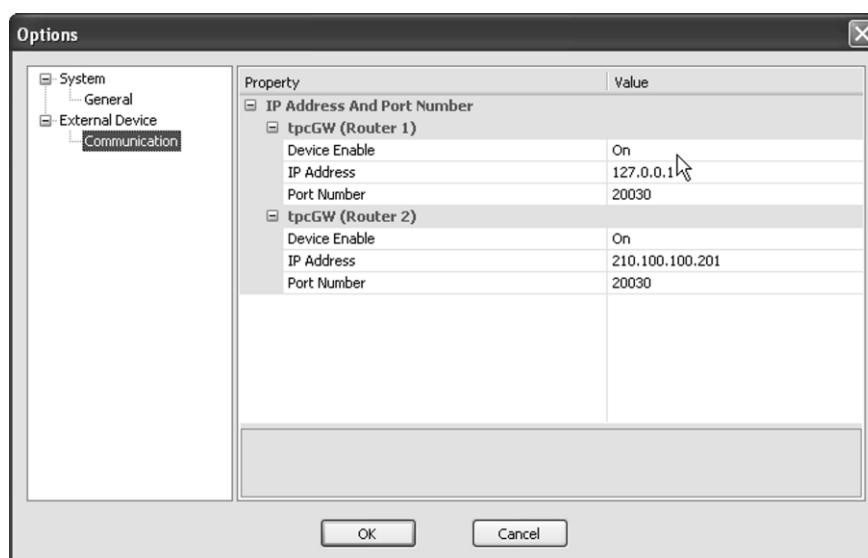 Options
System
General
External Device
Communication
Property Value
IP Address And Port Number
tpcGW (Router 1)
Device Enable On
IP Address 127.0.0.1
Port Number 20030
tpcGW (Router 2)
Device Enable On
IP Address 210.100.100.201
Port Number 20030
OK Cancel